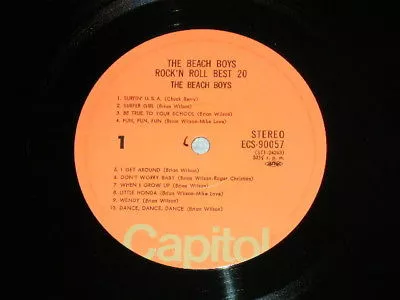 THE BEACH BOYS
ROCK'N ROLL BEST 20
THE BEACH BOYS
1. SURFIN' U.S.A. (Chuck Berry)
2. SURFER GIRL (Brian Wilson)
3. BE TRUE TO YOUR SCHOOL (Brian Wilson)
4. FUN, FUN, FUN (Brian Wilson-Mike Love)
1
STEREO
ECS-90057
33⅓ r.p.m.
5. I GET AROUND (Brian Wilson)
6. DON'T WORRY BABY (Brian Wilson-Roger Christian)
7. WHEN I GROW UP (Brian Wilson)
8. LITTLE HONDA (Brian Wilson-Mike Love)
9. WENDY (Brian Wilson)
10. DANCE, DANCE, DANCE (Brian Wilson)
Capitol